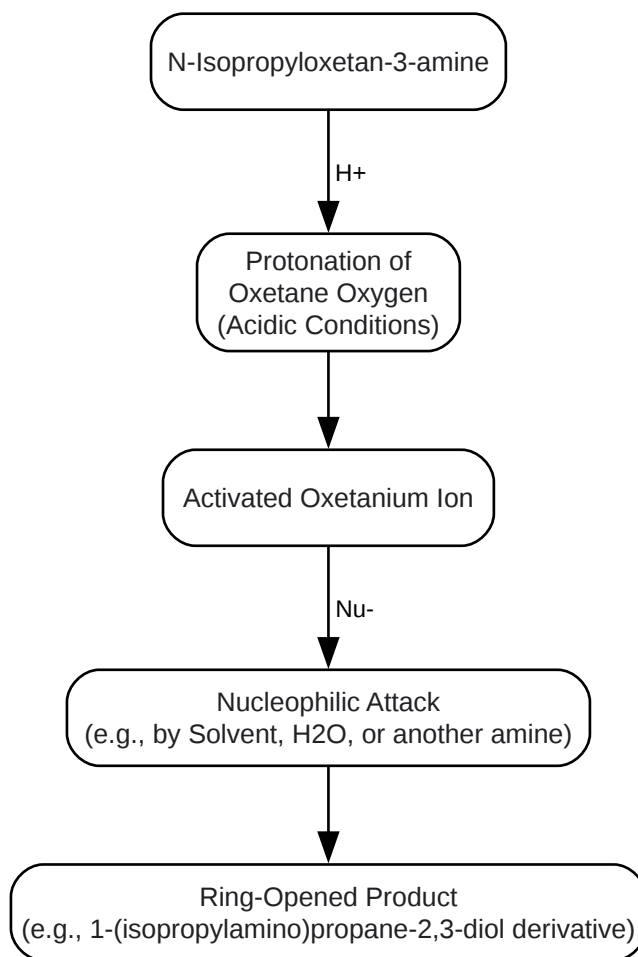 N-Isopropyloxetan-3-amine
H+
Protonation of
Oxetane Oxygen
(Acidic Conditions)
Activated Oxetanium Ion
Nu-
Nucleophilic Attack
(e.g., by Solvent, H2O, or another amine)
Ring-Opened Product
(e.g., 1-(isopropylamino)propane-2,3-diol derivative)